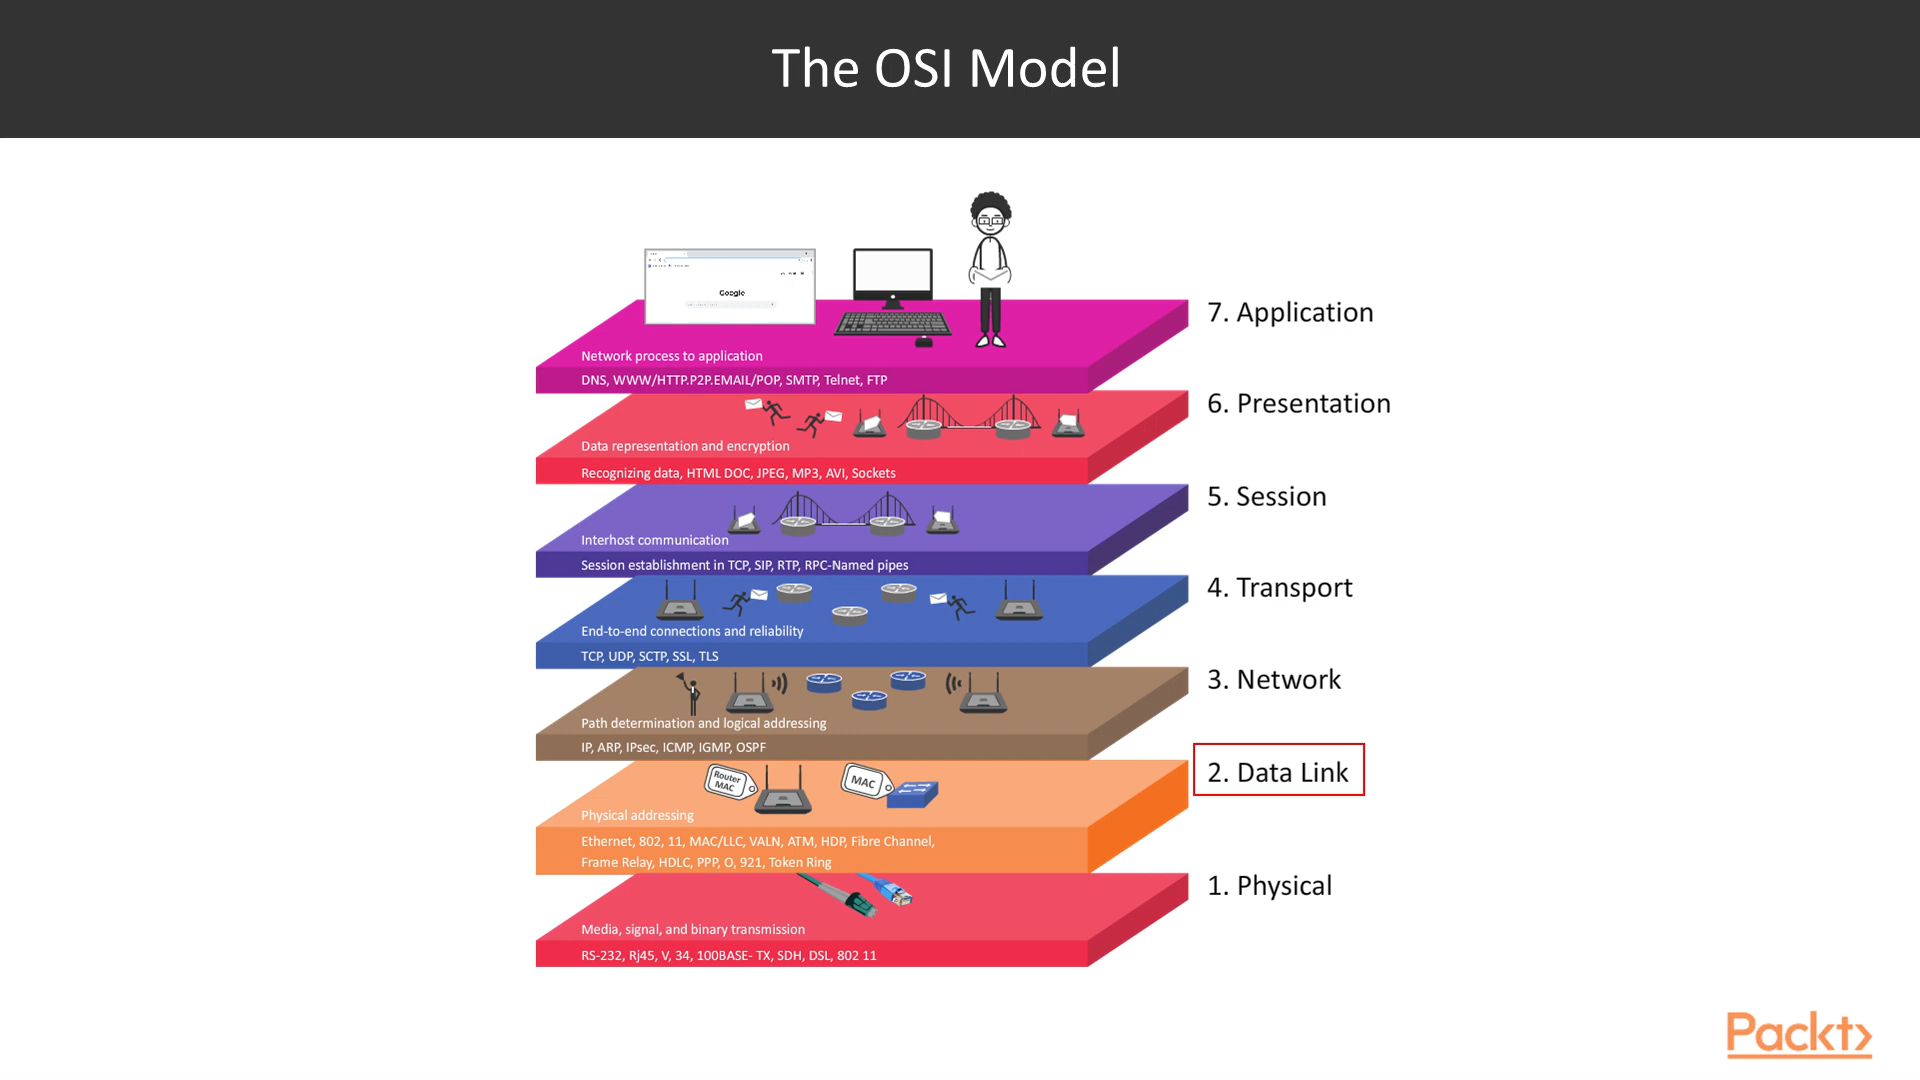 The OSI Model
Google
7. Application
Network process to application
DNS, WWW/HTTP.P2P.EMAIL/POP, SMTP, Telnet, FTP
6. Presentation
Data representation and encryption
Recognizing data, HTML DOC, JPEG, MP3, AVI, Sockets
5. Session
Interhost communication
Session establishment in TCP, SIP, RTP, RPC-Named pipes
4. Transport
End-to-end connections and reliability
TCP, UDP, SCTP, SSL, TLS
3. Network
Path determination and logical addressing
IP, ARP, IPsec, ICMP, IGMP, OSPF
2. Data Link
Router
MAC
MAC
Physical addressing
Ethernet, 802, 11, MAC/LLC, VALN, ATM, HDP, Fibre Channel,
Frame Relay, HDLC, PPP, O, 921, Token Ring
1. Physical
Media, signal, and binary transmission
RS-232, Rj45, V, 34, 100BASE- TX, SDH, DSL, 802 11
Packt